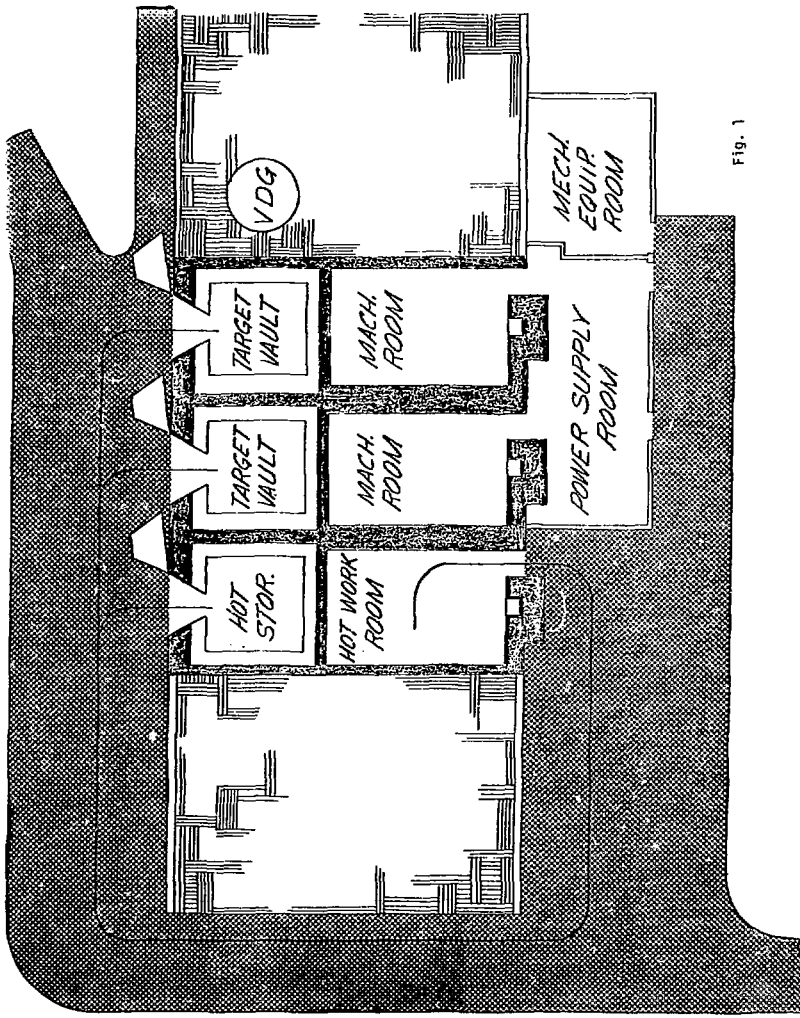 VDG
TARGET
VAULT
TARGET
VAULT
HOT
STOR.
MACH.
ROOM
MACH.
ROOM
HOT WORK
ROOM
MECH.
EQUIP.
ROOM
POWER SUPPLY
ROOM
Fig. 1